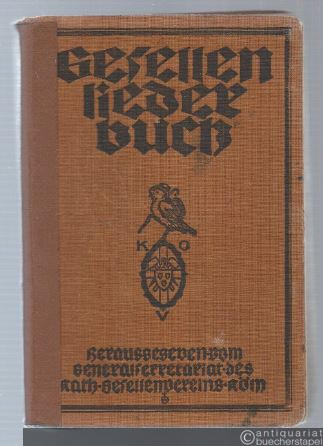 Gesellen
lieder
buch
K O
V
Herausgegeben·vom
Generalsekretariat·des
Kath·Gesellenvereins·Köln
©antiquariat
buecherstapel